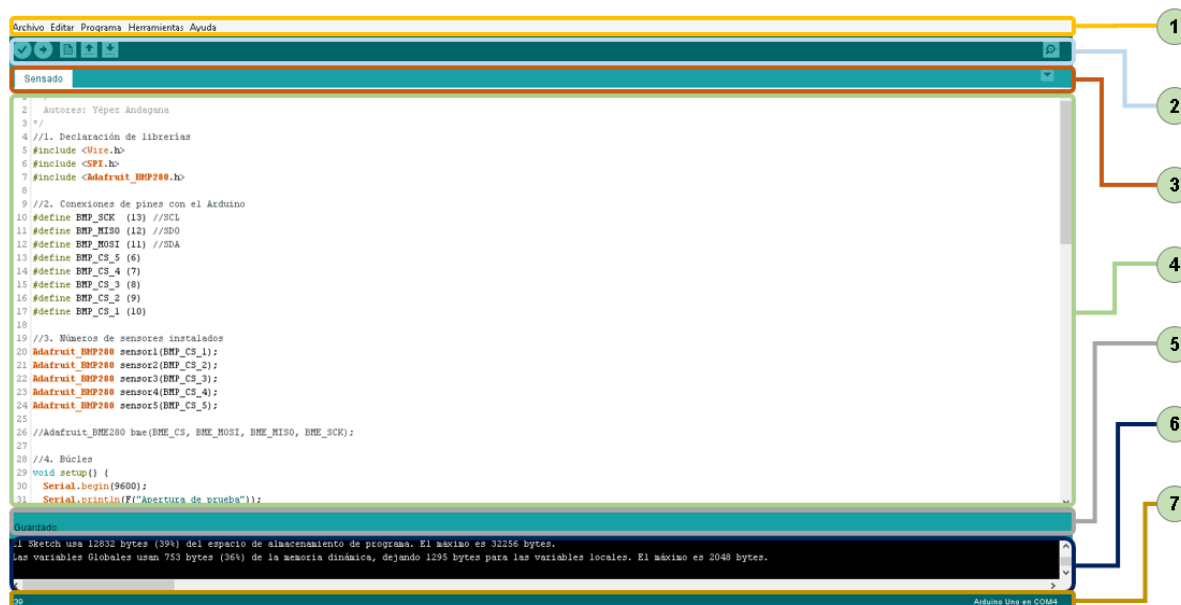 Archivo Editar Programa Herramientas Ayuda
1
2
Sensado
3
1
2 Autores: Yépez Andagana
3 */
4 //1. Declaración de librerías
5 #include <Wire.h>
6 #include <SPI.h>
7 #include <Adafruit_BMP280.h>
8
9 //2. Conexiones de pines con el Arduino
10 #define BMP_SCK (13) //SCL
11 #define BMP_MISO (12) //SDO
12 #define BMP_MOSI (11) //SDA
13 #define BMP_CS_5 (6)
14 #define BMP_CS_4 (7)
15 #define BMP_CS_3 (8)
16 #define BMP_CS_2 (9)
17 #define BMP_CS_1 (10)
18
19 //3. Números de sensores instalados
20 Adafruit_BMP280 sensor1(BMP_CS_1);
21 Adafruit_BMP280 sensor2(BMP_CS_2);
22 Adafruit_BMP280 sensor3(BMP_CS_3);
23 Adafruit_BMP280 sensor4(BMP_CS_4);
24 Adafruit_BMP280 sensor5(BMP_CS_5);
25
26 //Adafruit_BME280 bme(BME_CS, BME_MOSI, BME_MISO, BME_SCK);
27
28 //4. Búcles
29 void setup() {
30 Serial.begin(9600);
31 Serial.println(F("Apertura de prueba"));
4
5
Guardado.
El Sketch usa 12832 bytes (39%) del espacio de almacenamiento de programa. El máximo es 32256 bytes.
Las variables Globales usan 753 bytes (36%) de la memoria dinámica, dejando 1295 bytes para las variables locales. El máximo es 2048 bytes.
6
39
Arduino Uno en COM4
7